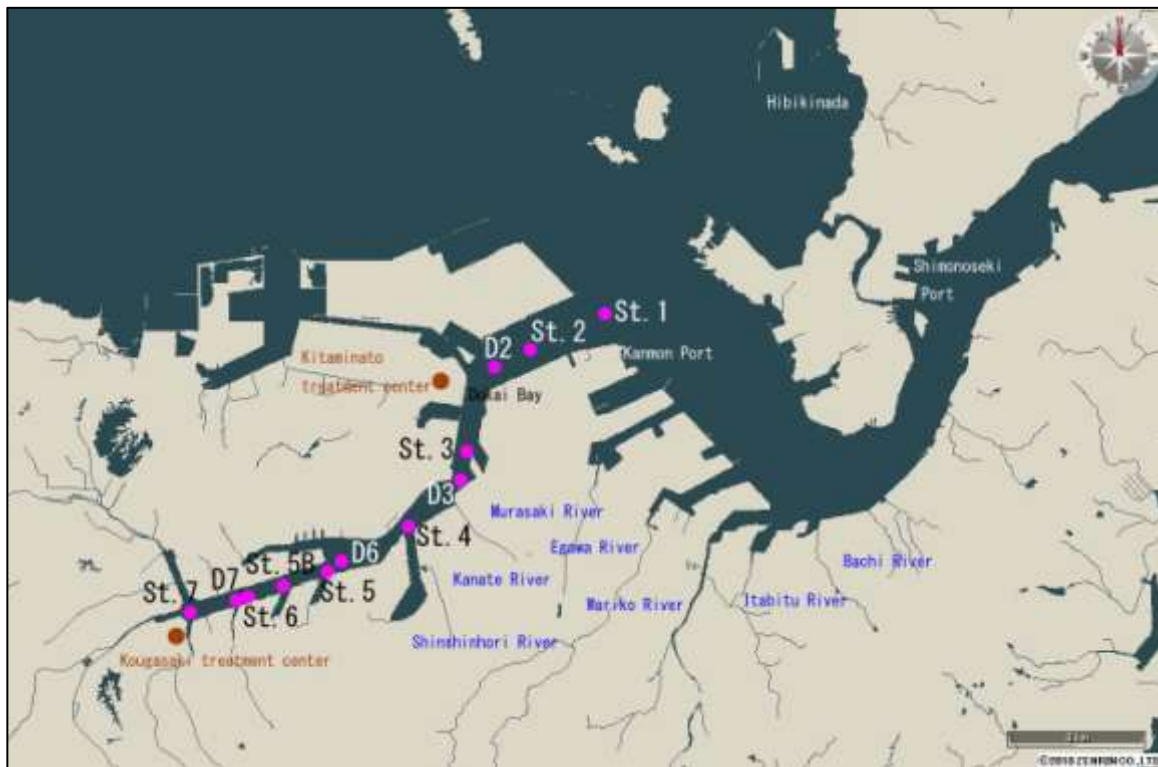 Hibikinada
Shimonoseki
Port
St. 1
St. 2
Kanmon Port
D2
Kitaminato
treatment center
Dokai Bay
St. 3
D3
Murasaki River
St. 4
Egawa River
D6
Bachi River
St. 5B
Kanate River
D7
St. 5
St. 7
St. 6
Wariko River
Itabitu River
Shinshinhori River
Kougasaki treatment center